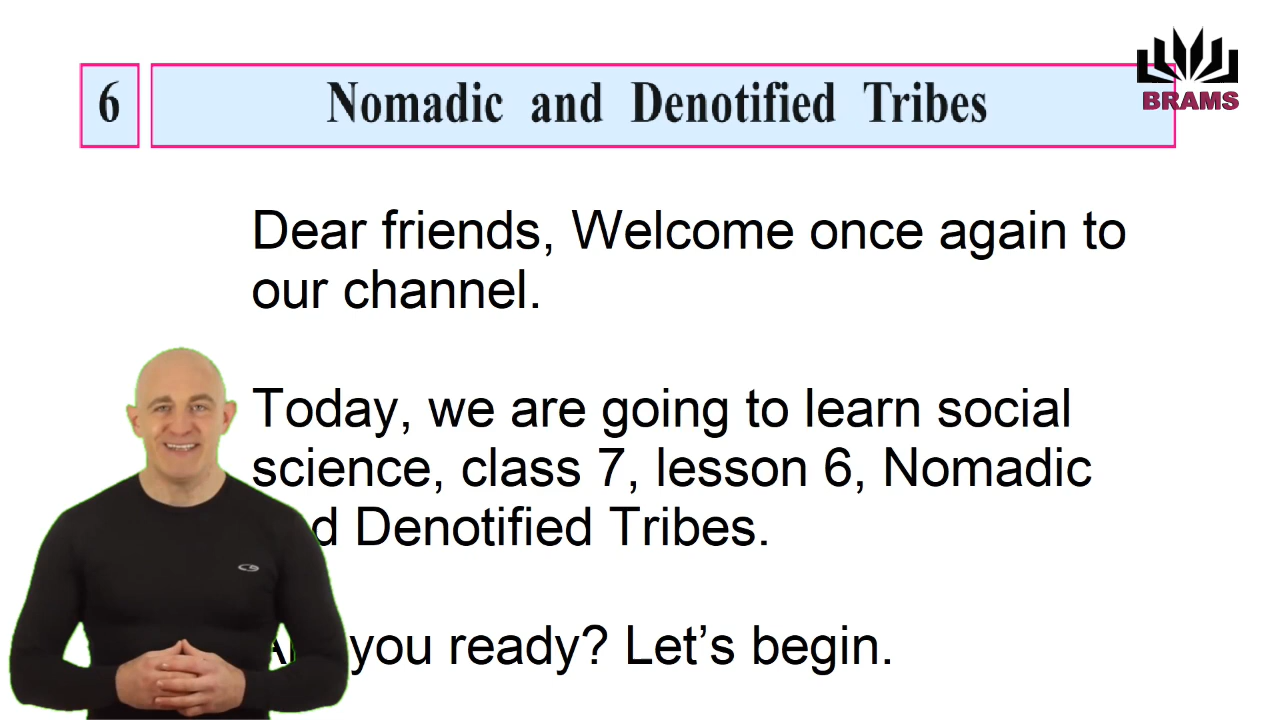 6 Nomadic and Denotified Tribes
BRAMS
Dear friends, Welcome once again to
our channel.
Today, we are going to learn social
science, class 7, lesson 6, Nomadic
Denotified Tribes.
you ready? Let’s begin.